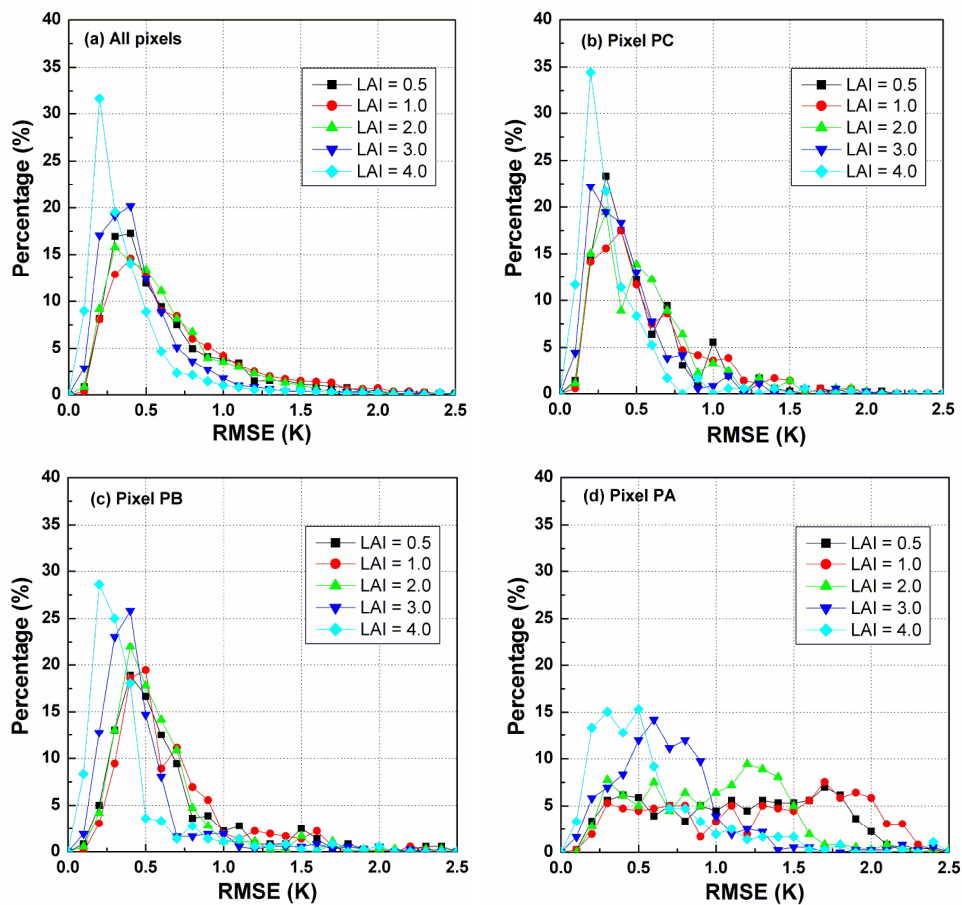 (a) All pixels
LAI = 0.5
LAI = 1.0
LAI = 2.0
LAI = 3.0
LAI = 4.0
Percentage (%)
40
35
30
25
20
15
10
5
0
0.0 0.5 1.0 1.5 2.0 2.5
RMSE (K)
(b) Pixel PC
LAI = 0.5
LAI = 1.0
LAI = 2.0
LAI = 3.0
LAI = 4.0
Percentage (%)
40
35
30
25
20
15
10
5
0
0.0 0.5 1.0 1.5 2.0 2.5
RMSE (K)
(c) Pixel PB
LAI = 0.5
LAI = 1.0
LAI = 2.0
LAI = 3.0
LAI = 4.0
Percentage (%)
40
35
30
25
20
15
10
5
0
0.0 0.5 1.0 1.5 2.0 2.5
RMSE (K)
(d) Pixel PA
LAI = 0.5
LAI = 1.0
LAI = 2.0
LAI = 3.0
LAI = 4.0
Percentage (%)
40
35
30
25
20
15
10
5
0
0.0 0.5 1.0 1.5 2.0 2.5
RMSE (K)